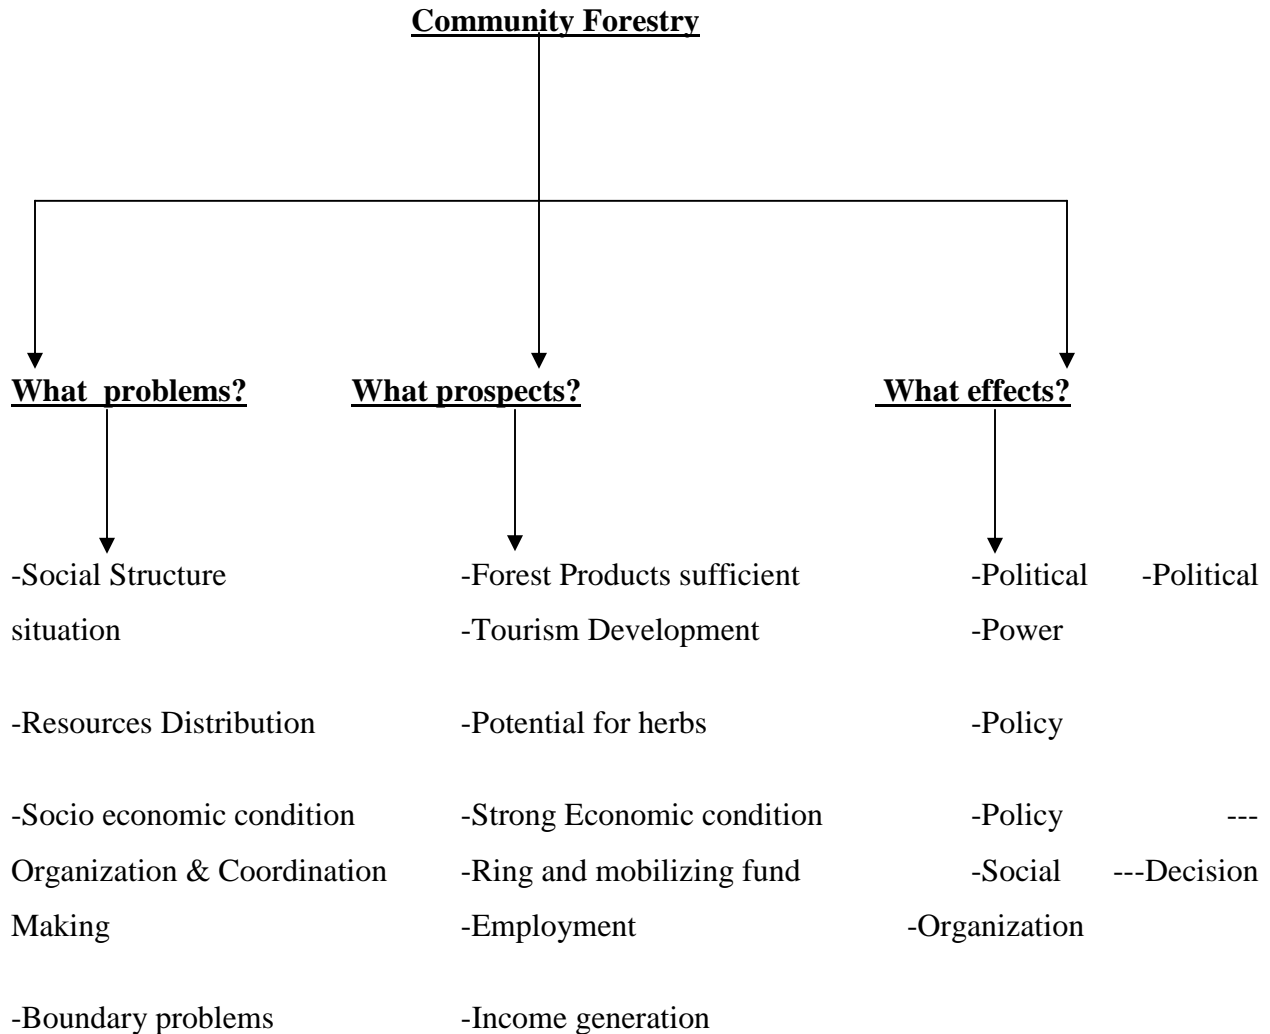 Community Forestry
What problems? What prospects? What effects?
-Social Structure -Forest Products sufficient -Political -Political
situation -Tourism Development -Power
-Resources Distribution -Potential for herbs -Policy
-Socio economic condition -Strong Economic condition -Policy ---
Organization & Coordination -Ring and mobilizing fund -Social ---Decision
Making -Employment -Organization
-Boundary problems -Income generation